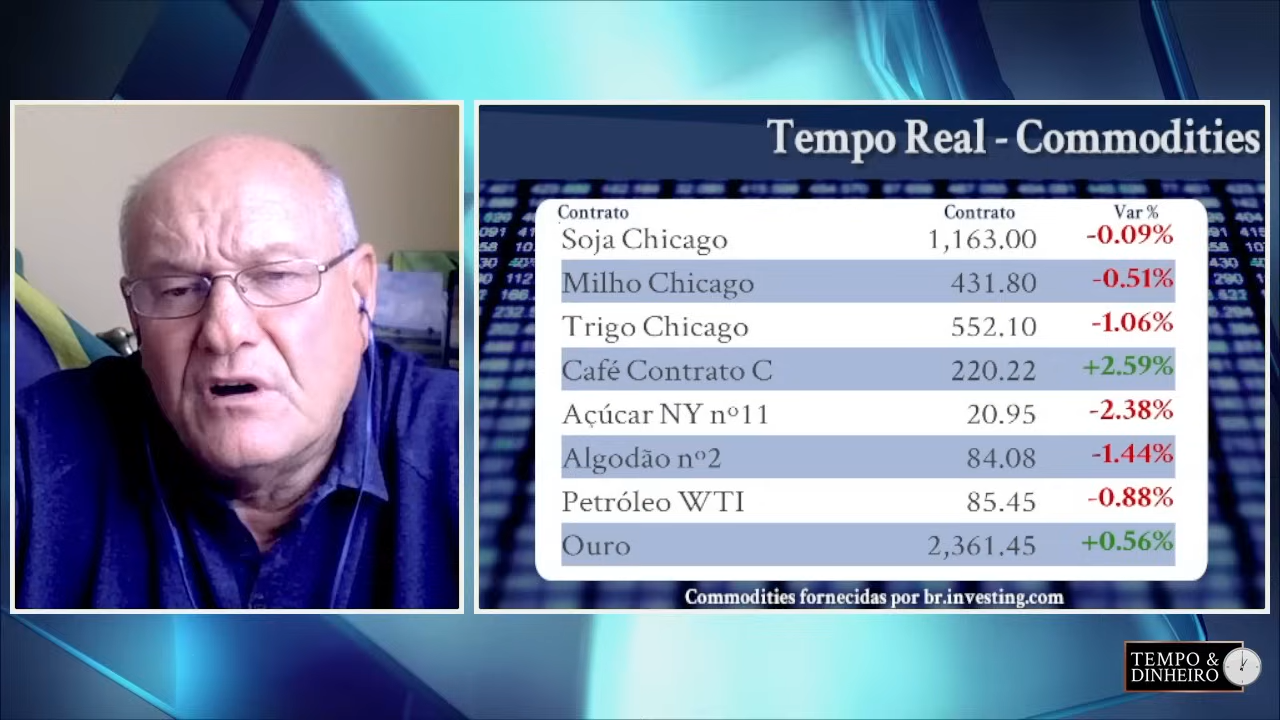 Tempo Real - Commodities
Contrato Contrato Var %
Soja Chicago 1,163.00 -0.09%
Milho Chicago 431.80 -0.51%
Trigo Chicago 552.10 -1.06%
Café Contrato C 220.22 +2.59%
Açúcar NY nº11 20.95 -2.38%
Algodão nº2 84.08 -1.44%
Petróleo WTI 85.45 -0.88%
Ouro 2,361.45 +0.56%
Commodities fornecidas por br.investing.com
TEMPO &
DINHEIRO